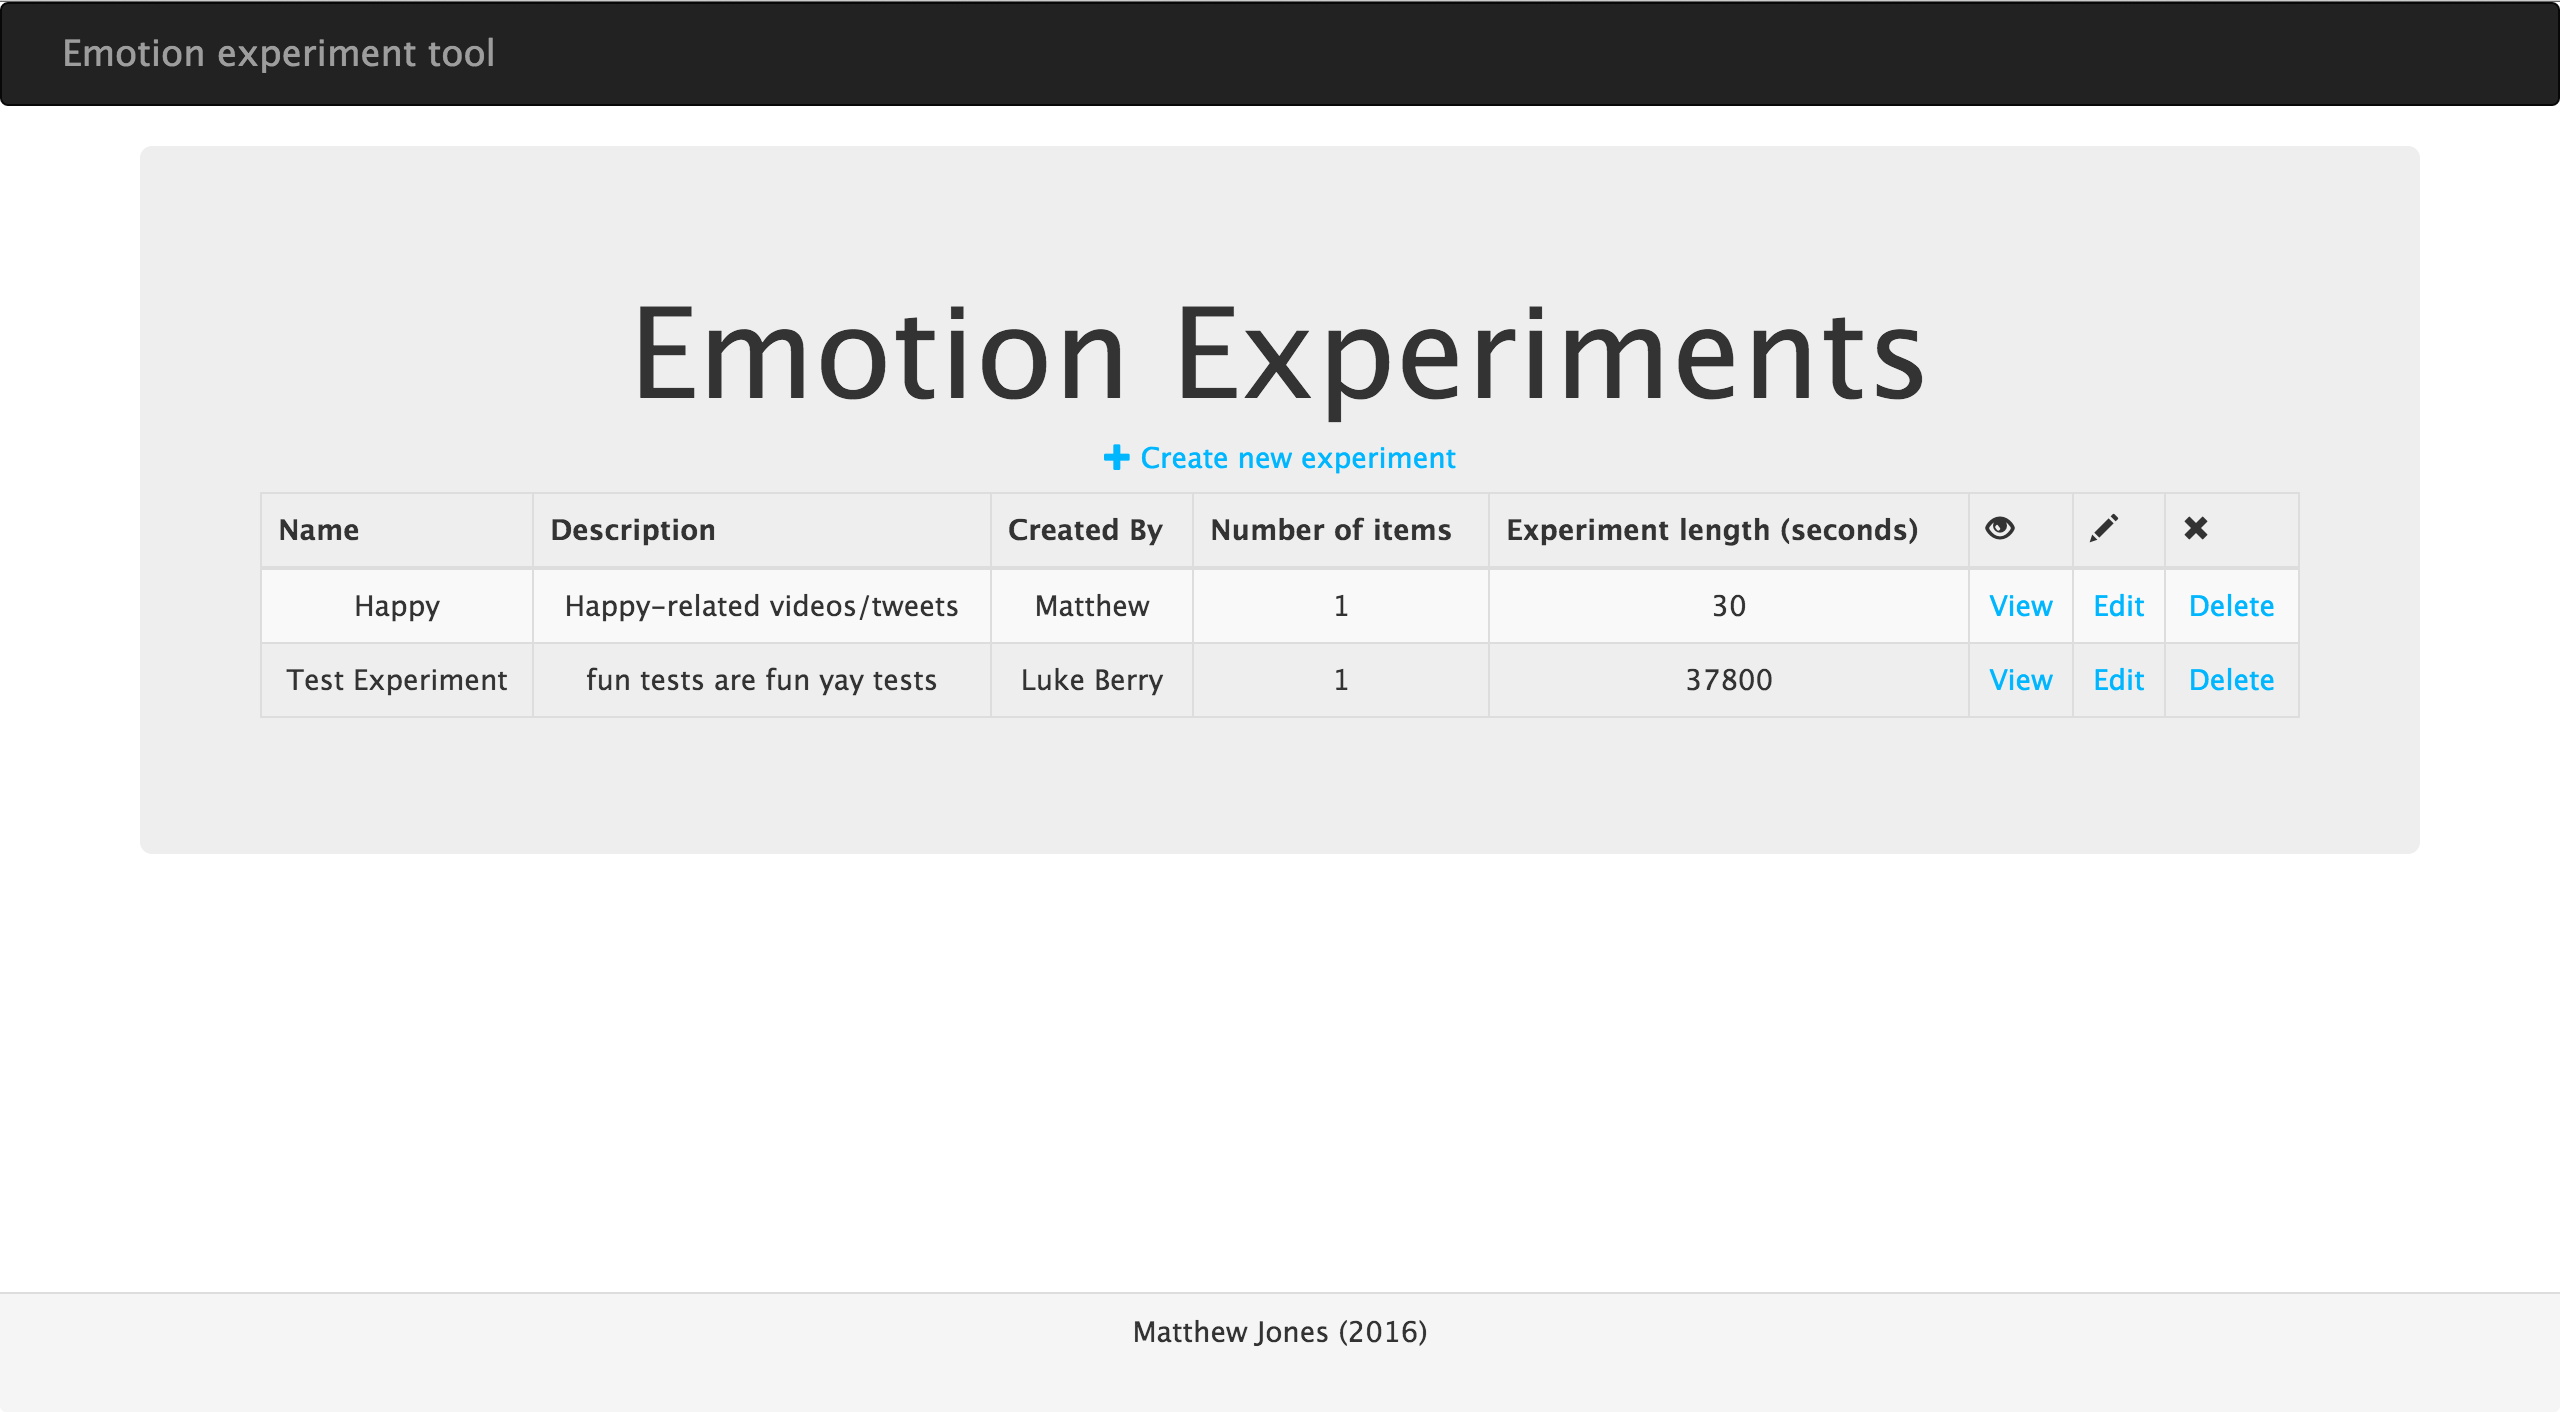 Emotion experiment tool
Emotion Experiments
Create new experiment
Name Description Created By Number of items Experiment length (seconds)
Happy Happy-related videos/tweets Matthew 1 30 View Edit Delete
Test Experiment fun tests are fun yay tests Luke Berry 1 37800 View Edit Delete
Matthew Jones (2016)